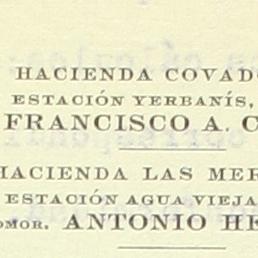 HACIENDA COVADO
ESTACIÓN YERBANÍS,
FRANCISCO A. C
HACIENDA LAS MER
ESTACIÓN AGUA VIEJA
OMOR. ANTONIO HE